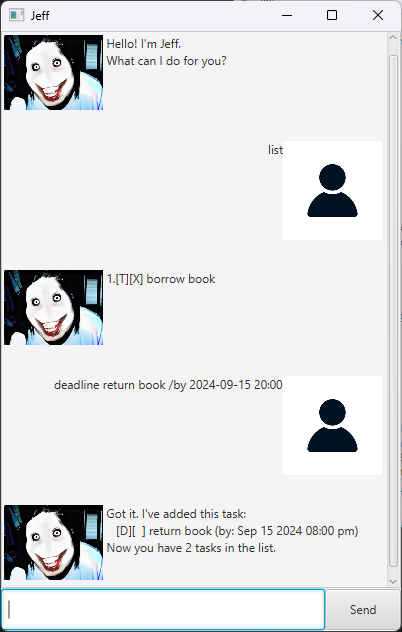 Jeff
Hello! I'm Jeff.
What can I do for you?
list
1.[T][X] borrow book
deadline return book /by 2024-09-15 20:00
Got it. I've added this task:
[D][  ] return book (by: Sep 15 2024 08:00 pm)
Now you have 2 tasks in the list.
Send